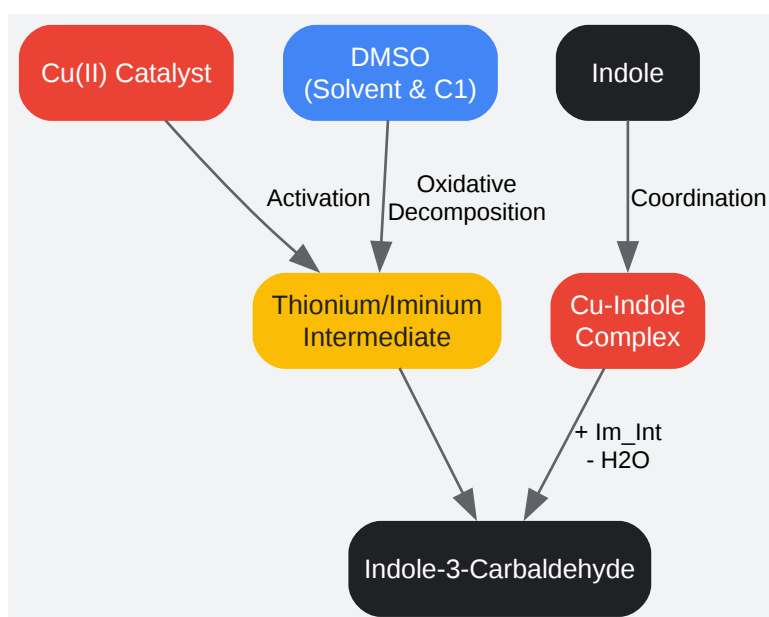 Cu(II) Catalyst
DMSO
(Solvent & C1)
Indole
Activation
Oxidative
Decomposition
Coordination
Thionium/Iminium
Intermediate
Cu-Indole
Complex
+ Im_Int
- H2O
Indole-3-Carbaldehyde